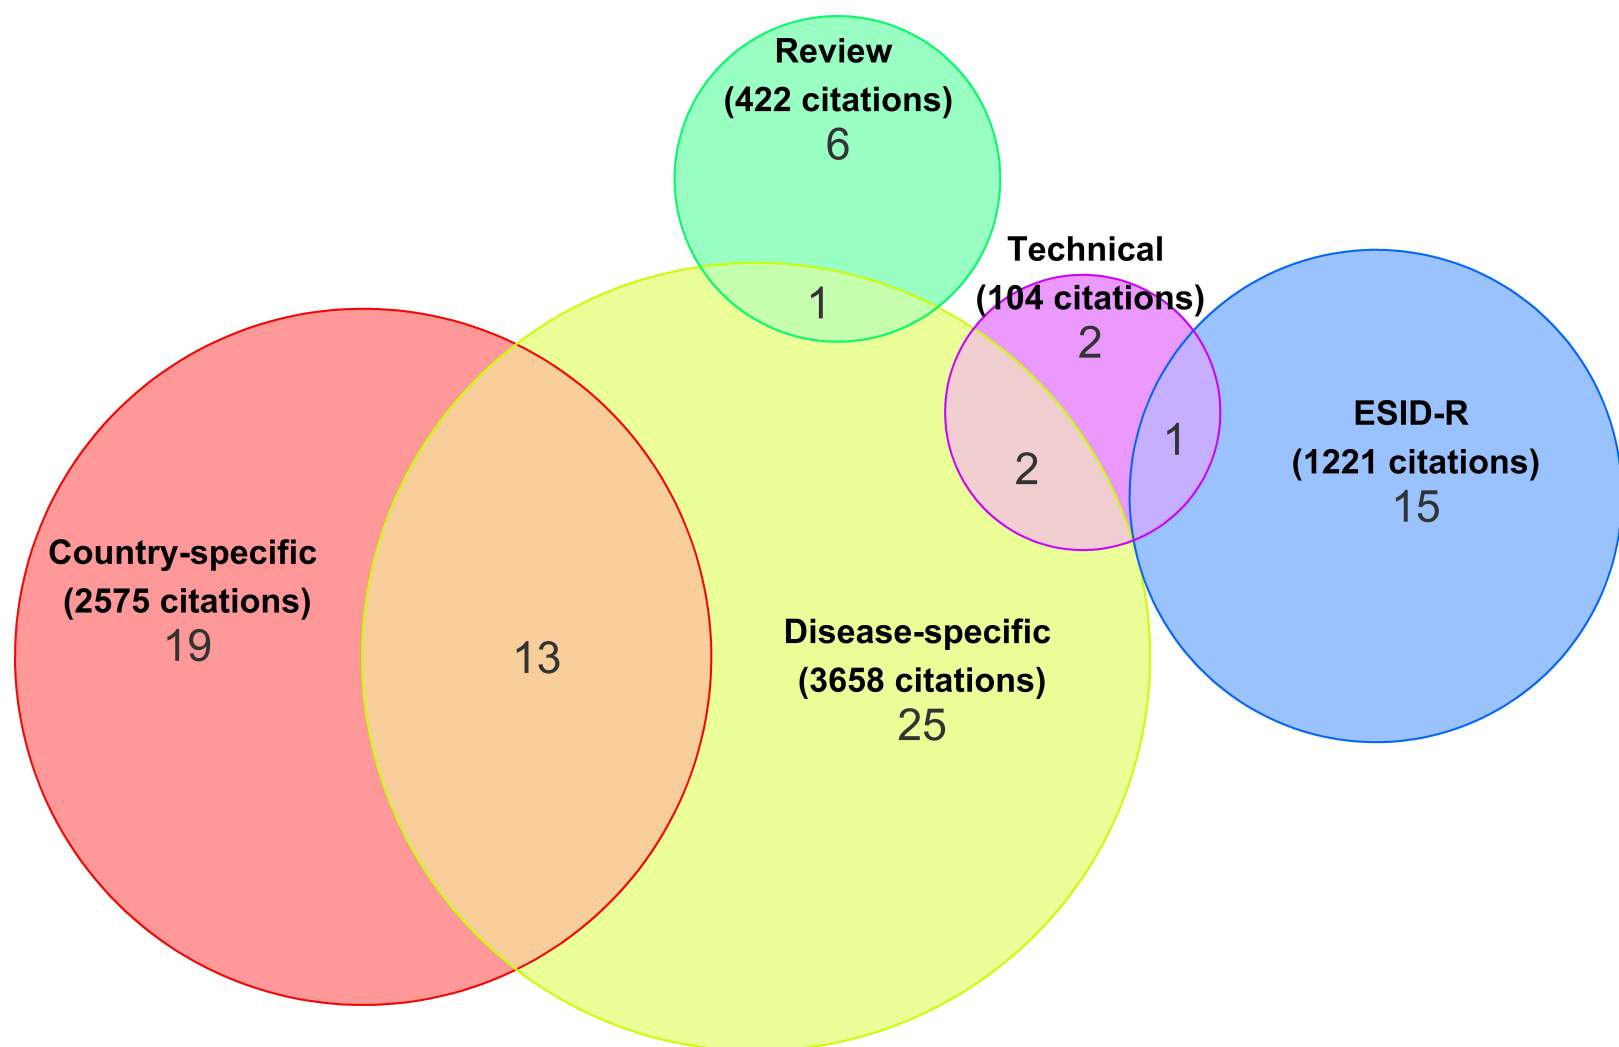 Review
(422 citations)
6
1
Technical
(104 citations)
2
2
1
ESID-R
(1221 citations)
15
Country-specific
(2575 citations)
19
13
Disease-specific
(3658 citations)
25